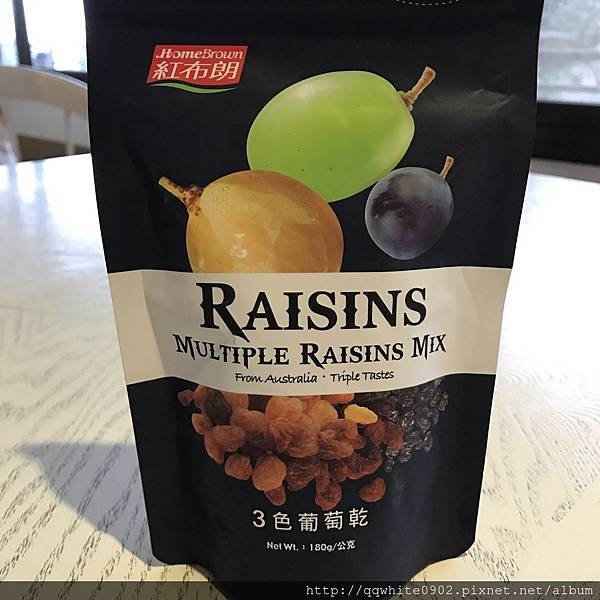 HomeBrown
紅布朗
RAISINS
MULTIPLE RAISINS MIX
From Australia · Triple Tastes
3色葡萄乾
Net Wt.：180g/公克
http://qqwhite0902.pixnet.net/album